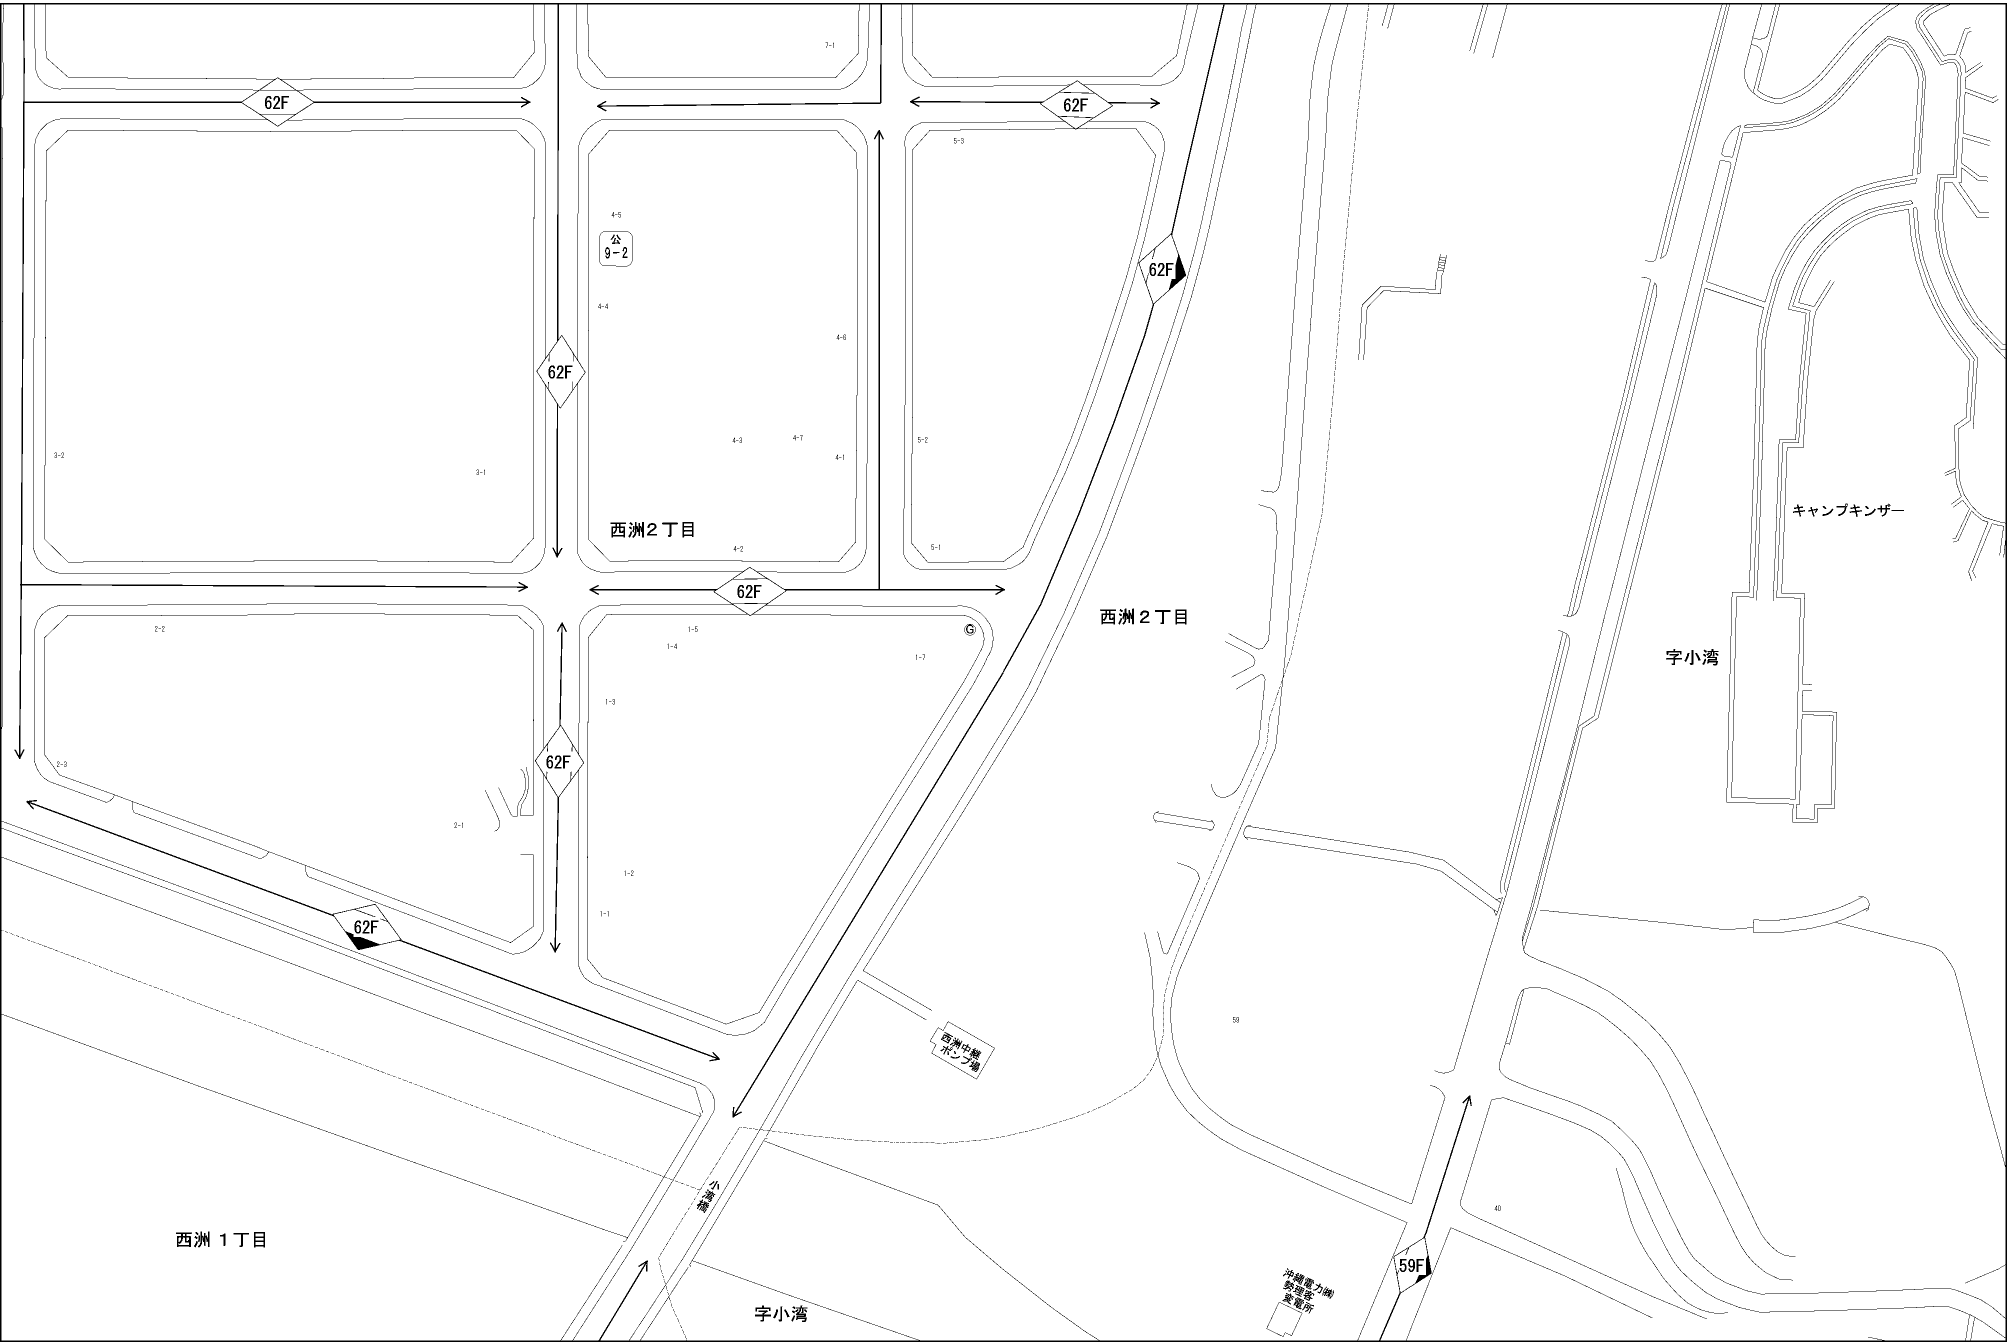 7-1
62F
62F
62F
5-3
4-5
公
9-2
4-4
4-6
62F
62F
4-3
4-7
4-1
5-2
3-2
3-1
キャンプキンザー
西洲２丁目
4-2
5-1
62F
西洲２丁目
2-2
1-5
1-4
G
1-7
字小湾
1-3
2-3
62F
2-1
1-2
1-1
62F
西洲中継
ポンプ場
59
小湾橋
40
西洲１丁目
59F
沖縄電力㈱
勢理客
変電所
字小湾